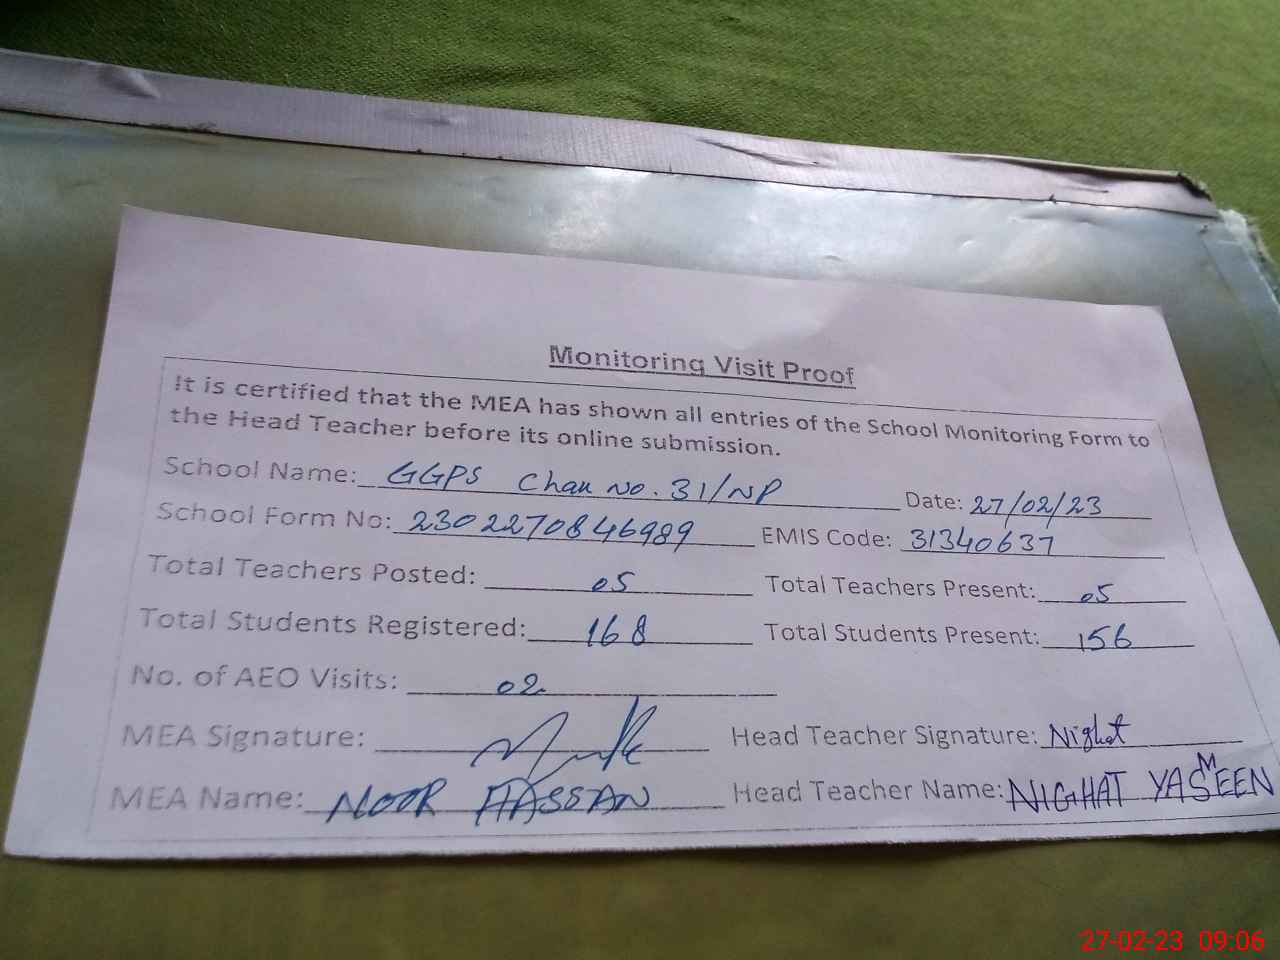 Monitoring Visit Proof
It is certified that the MEA has shown all entries of the School Monitoring Form to
the Head Teacher before its online submission.
School Name: GGPS Chak No. 31/NP Date: 27/02/23
School Form No: 2302270846989 EMIS Code: 31340637
Total Teachers Posted: 05 Total Teachers Present: 05
Total Students Registered: 168 Total Students Present: 156
No. of AEO Visits: 02
MEA Signature: Head Teacher Signature: Nighat
MEA Name: NOOR HASSAN Head Teacher Name: NIGHAT YASMEEN
27-02-23 09:06